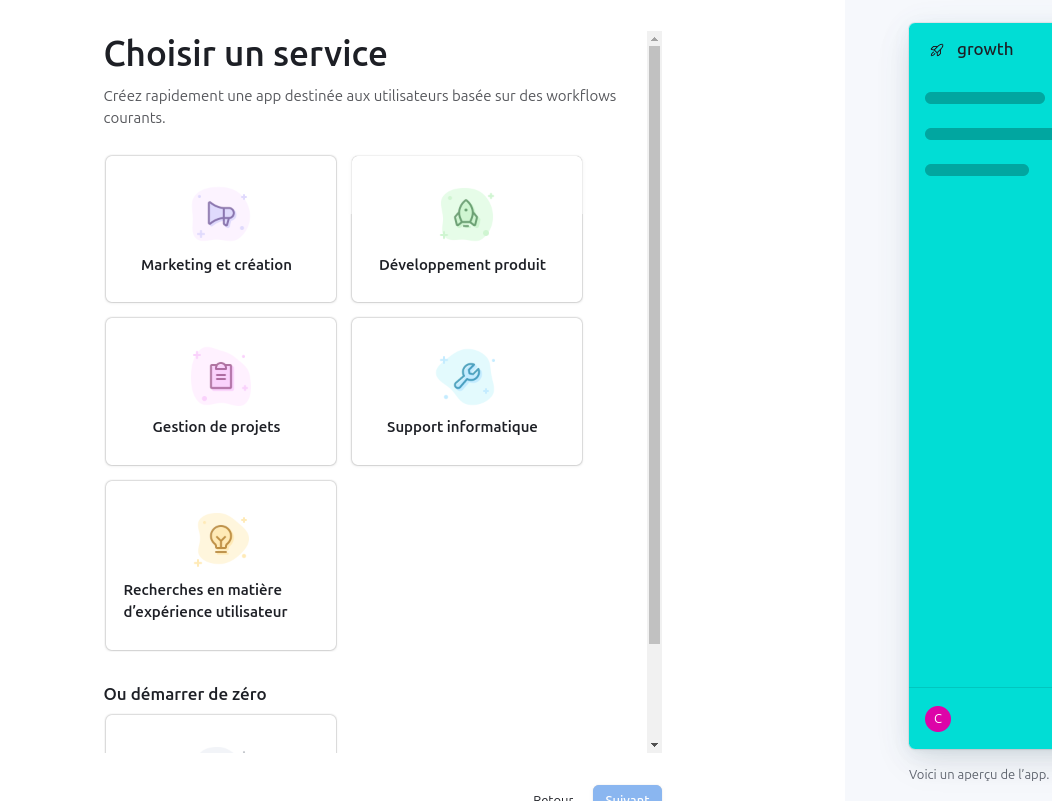 Choisir un service
Créez rapidement une app destinée aux utilisateurs basée sur des workflows
courants.
Marketing et création
Développement produit
Gestion de projets
Support informatique
Recherches en matière
d’expérience utilisateur
Ou démarrer de zéro
Retour
Suivant
growth
C
Voici un aperçu de l’app.